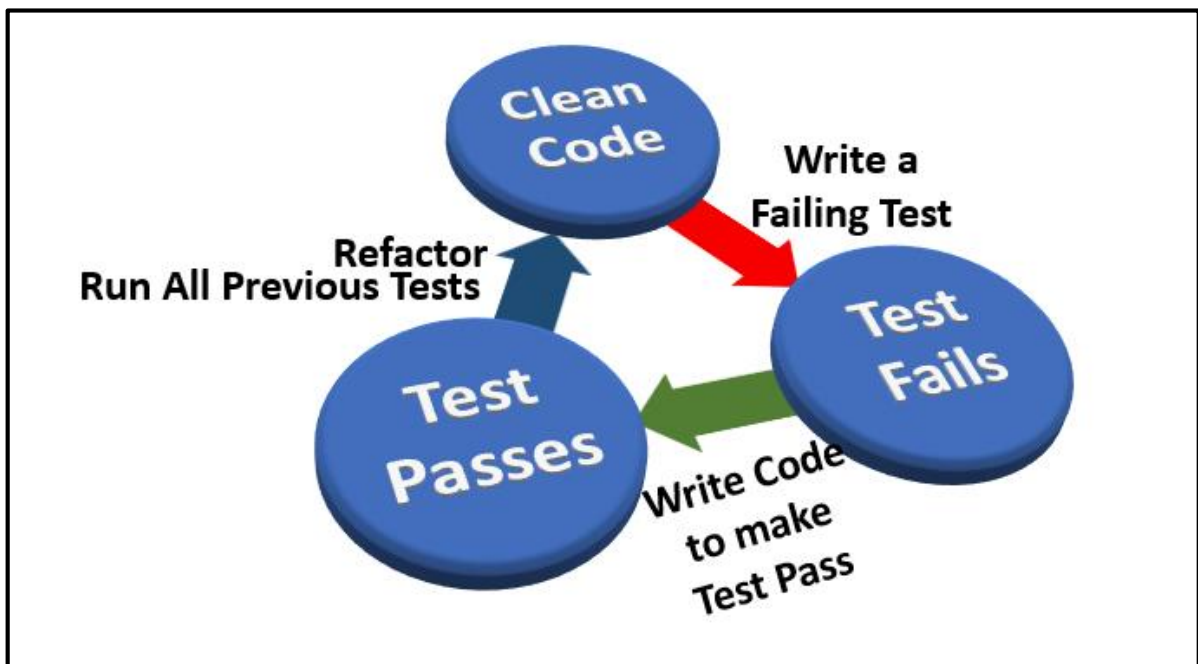 Clean
Code
Write a
Failing Test
Refactor
Run All Previous Tests
Test
Fails
Test
Passes
Write Code
to make
Test Pass